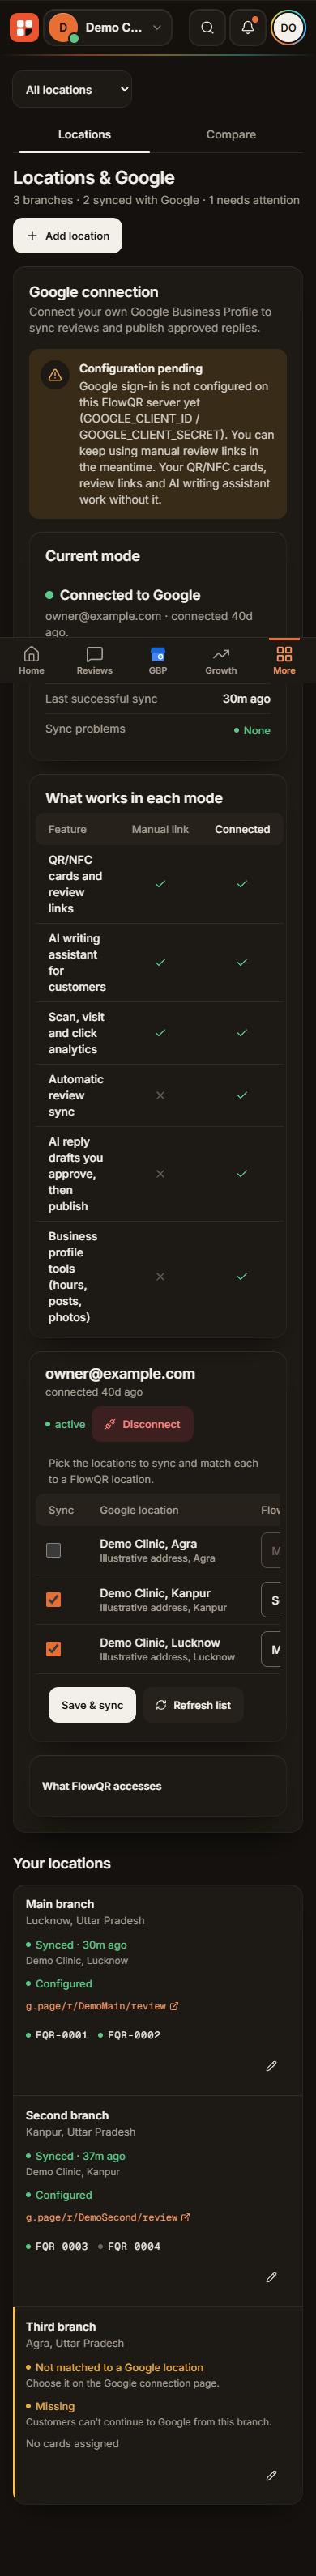 D
Demo C...
DO
All locations
Locations
Compare
Locations & Google
3 branches · 2 synced with Google · 1 needs attention
+ Add location
Google connection
Connect your own Google Business Profile to
sync reviews and publish approved replies.
Configuration pending
Google sign-in is not configured on
this FlowQR server yet
(GOOGLE_CLIENT_ID /
GOOGLE_CLIENT_SECRET). You can
keep using manual review links in
the meantime. Your QR/NFC cards,
review links and AI writing assistant
work without it.
Current mode
Connected to Google
owner@example.com · connected 40d
ago.
Home
Reviews
GBP
Growth
More
Last successful sync
30m ago
Sync problems
None
What works in each mode
Feature
Manual link
Connected
QR/NFC
cards and
review
links
AI writing
assistant
for
customers
Scan, visit
and click
analytics
Automatic
review
sync
AI reply
drafts you
approve,
then
publish
Business
profile
tools
(hours,
posts,
photos)
owner@example.com
connected 40d ago
active
Disconnect
Pick the locations to sync and match each
to a FlowQR location.
Sync
Google location
Demo Clinic, Agra
Illustrative address, Agra
Demo Clinic, Kanpur
Illustrative address, Kanpur
Demo Clinic, Lucknow
Illustrative address, Lucknow
Save & sync
Refresh list
What FlowQR accesses
Your locations
Main branch
Lucknow, Uttar Pradesh
Synced · 30m ago
Demo Clinic, Lucknow
Configured
g.page/r/DemoMain/review
FQR-0001
FQR-0002
Second branch
Kanpur, Uttar Pradesh
Synced · 37m ago
Demo Clinic, Kanpur
Configured
g.page/r/DemoSecond/review
FQR-0003
FQR-0004
Third branch
Agra, Uttar Pradesh
Not matched to a Google location
Choose it on the Google connection page.
Missing
Customers can't continue to Google from this branch.
No cards assigned